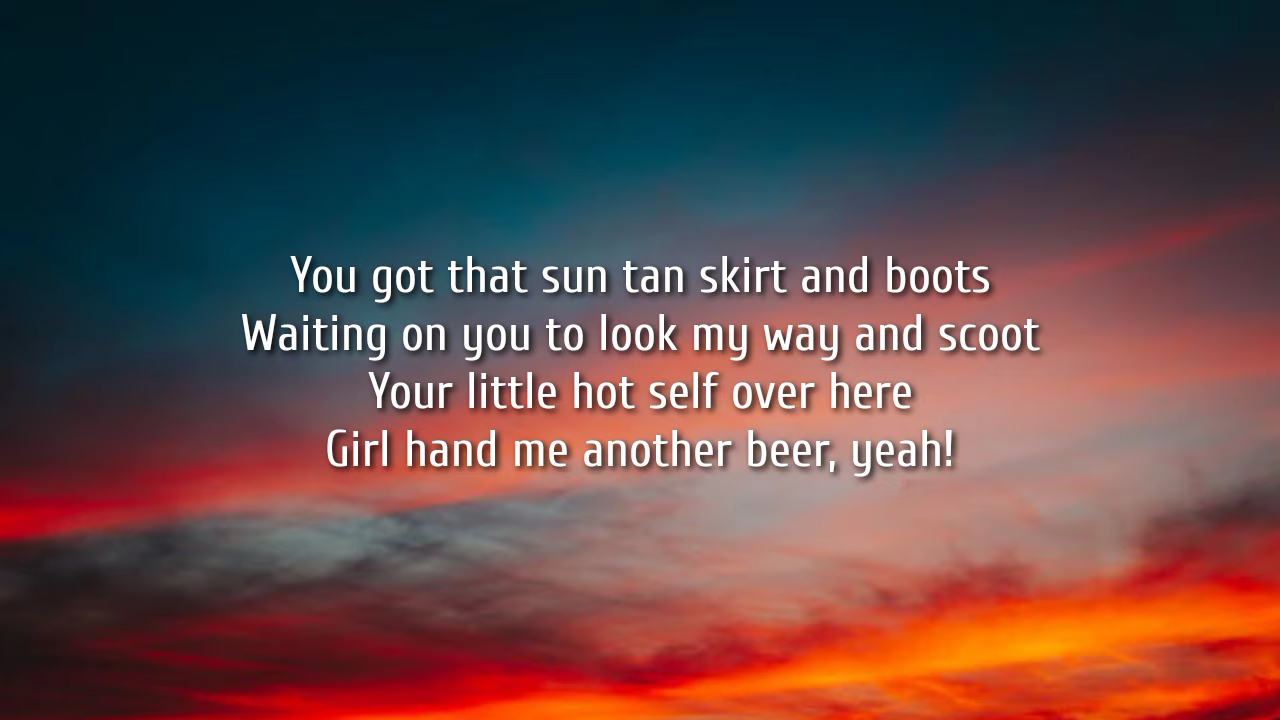 You got that sun tan skirt and boots
Waiting on you to look my way and scoot
Your little hot self over here
Girl hand me another beer, yeah!